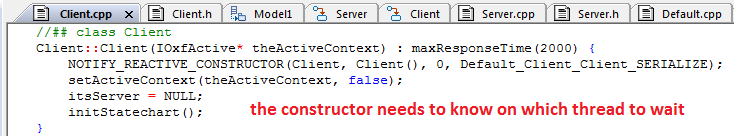 Client.cpp Client.h Model1 Server Client Server.cpp Server.h Default.cpp
//## class Client
Client::Client(IOxfActive* theActiveContext) : maxResponseTime(2000) {
    NOTIFY_REACTIVE_CONSTRUCTOR(Client, Client(), 0, Default_Client_Client_SERIALIZE);
    setActiveContext(theActiveContext, false);
    itsServer = NULL;
    initStatechart();
the constructor needs to know on which thread to wait
}